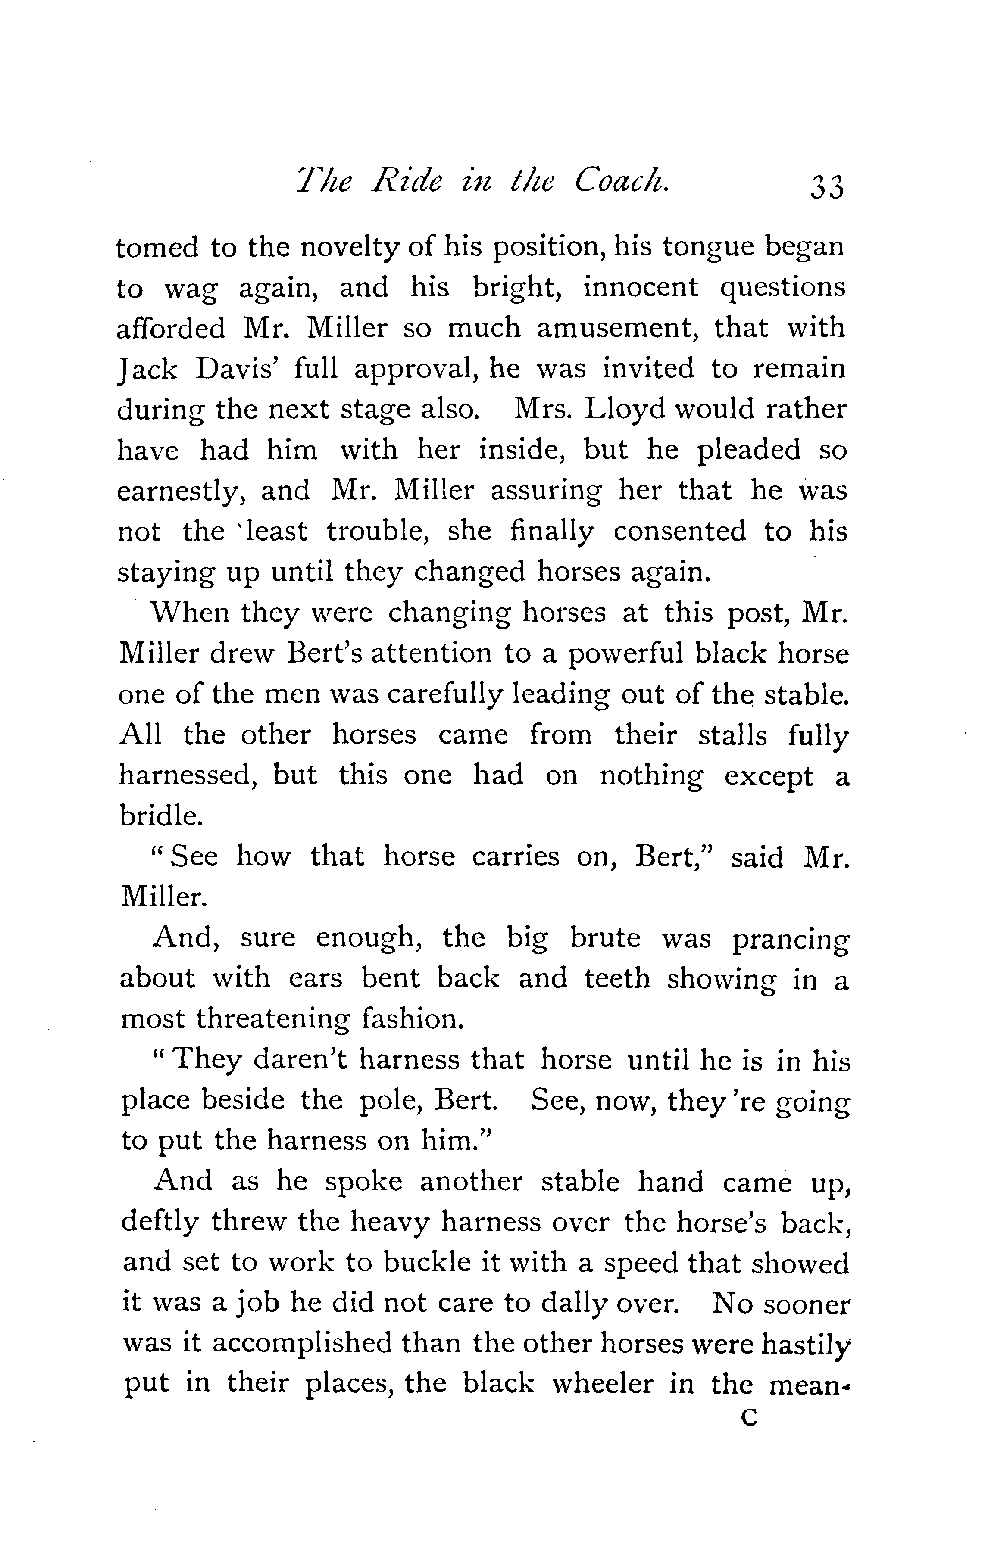 The Ride in the Coach. 33
tomed to the novelty of his position, his tongue began
to wag again, and his bright, innocent questions
afforded Mr. Miller so much amusement, that with
Jack Davis' full approval, he was invited to remain
during the next stage also. Mrs. Lloyd would rather
have had him with her inside, but he pleaded so
earnestly, and Mr. Miller assuring her that he was
not the least trouble, she finally consented to his
staying up until they changed horses again.
When they were changing horses at this post, Mr.
Miller drew Bert's attention to a powerful black horse
one of the men was carefully leading out of the stable.
All the other horses came from their stalls fully
harnessed, but this one had on nothing except a
bridle.
"See how that horse carries on, Bert," said Mr.
Miller.
And, sure enough, the big brute was prancing
about with ears bent back and teeth showing in a
most threatening fashion.
"They daren't harness that horse until he is in his
place beside the pole, Bert. See, now, they're going
to put the harness on him."
And as he spoke another stable hand came up,
deftly threw the heavy harness over the horse's back,
and set to work to buckle it with a speed that showed
it was a job he did not care to dally over. No sooner
was it accomplished than the other horses were hastily
put in their places, the black wheeler in the mean-
C